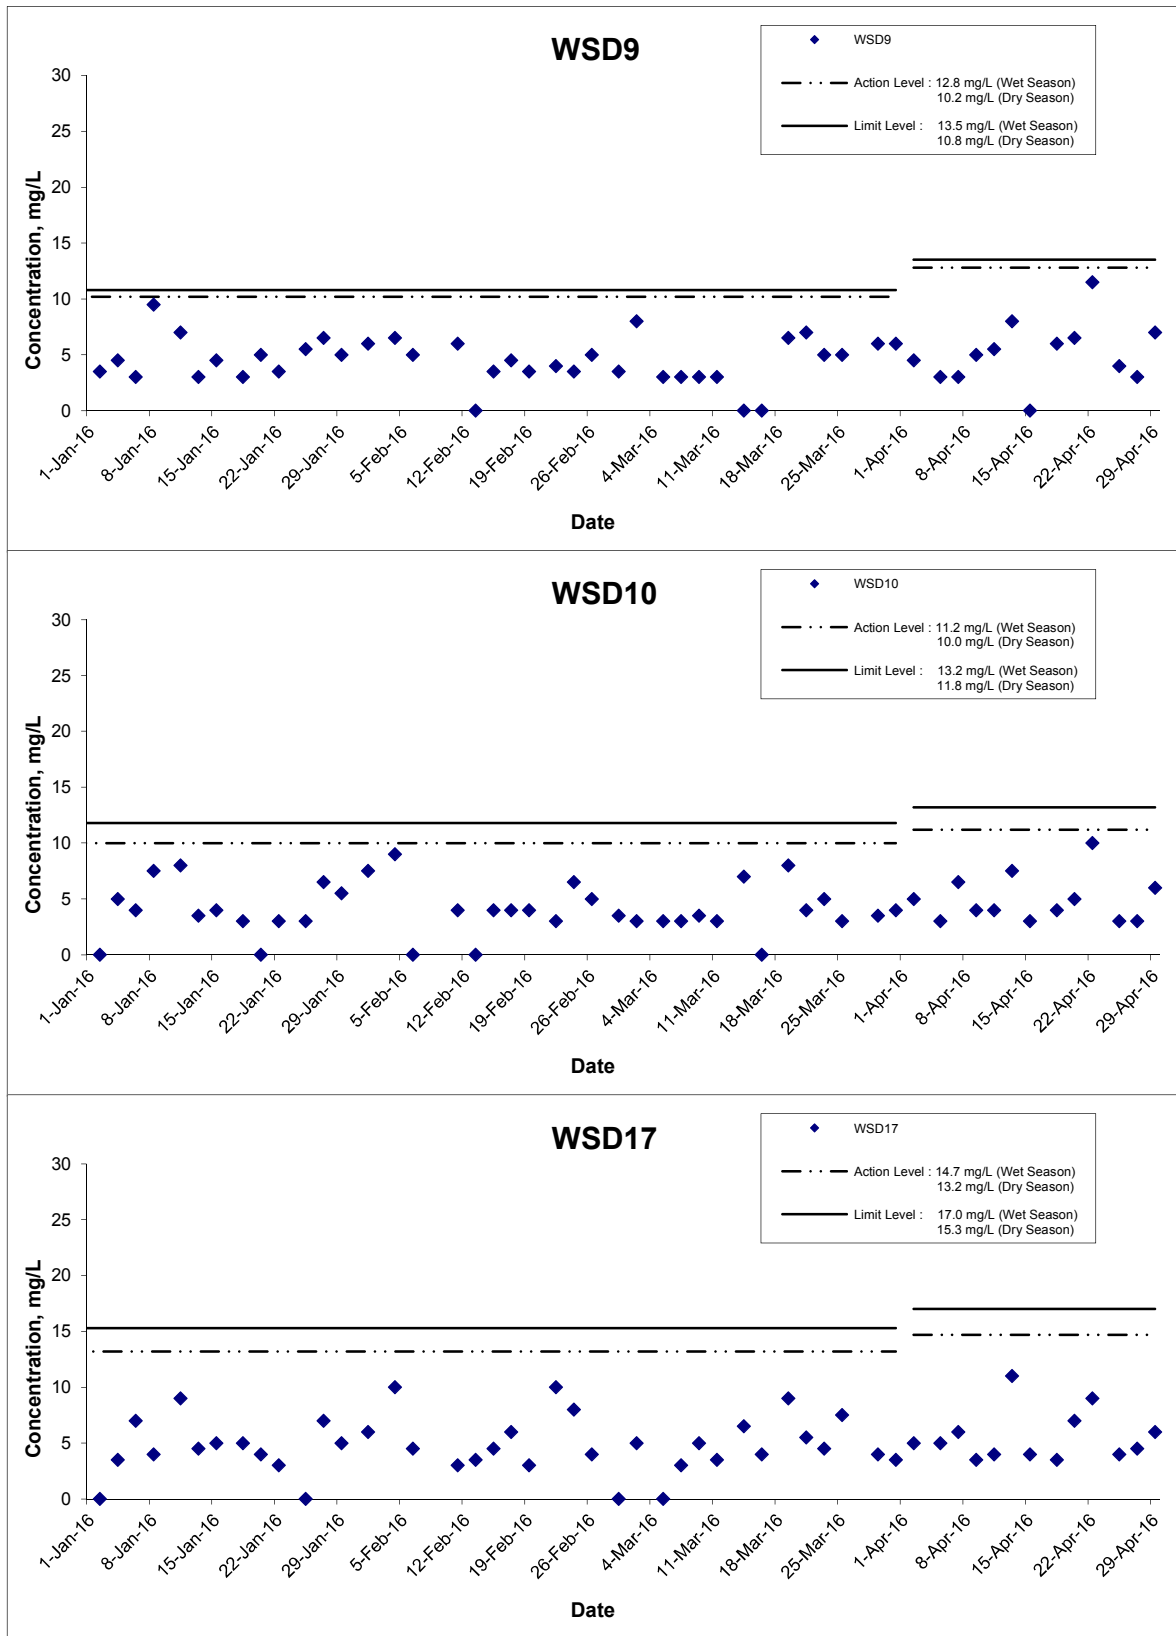 WSD9
WSD9
Action Level : 12.8 mg/L (Wet Season)
10.2 mg/L (Dry Season)
Limit Level : 13.5 mg/L (Wet Season)
10.8 mg/L (Dry Season)
30
25
20
15
10
5
0
Concentration, mg/L
1-Jan-16
8-Jan-16
15-Jan-16
22-Jan-16
29-Jan-16
5-Feb-16
12-Feb-16
19-Feb-16
26-Feb-16
4-Mar-16
11-Mar-16
18-Mar-16
25-Mar-16
1-Apr-16
8-Apr-16
15-Apr-16
22-Apr-16
29-Apr-16
Date
WSD10
WSD10
Action Level : 11.2 mg/L (Wet Season)
10.0 mg/L (Dry Season)
Limit Level : 13.2 mg/L (Wet Season)
11.8 mg/L (Dry Season)
30
25
20
15
10
5
0
Concentration, mg/L
1-Jan-16
8-Jan-16
15-Jan-16
22-Jan-16
29-Jan-16
5-Feb-16
12-Feb-16
19-Feb-16
26-Feb-16
4-Mar-16
11-Mar-16
18-Mar-16
25-Mar-16
1-Apr-16
8-Apr-16
15-Apr-16
22-Apr-16
29-Apr-16
Date
WSD17
WSD17
Action Level : 14.7 mg/L (Wet Season)
13.2 mg/L (Dry Season)
Limit Level : 17.0 mg/L (Wet Season)
15.3 mg/L (Dry Season)
30
25
20
15
10
5
0
Concentration, mg/L
1-Jan-16
8-Jan-16
15-Jan-16
22-Jan-16
29-Jan-16
5-Feb-16
12-Feb-16
19-Feb-16
26-Feb-16
4-Mar-16
11-Mar-16
18-Mar-16
25-Mar-16
1-Apr-16
8-Apr-16
15-Apr-16
22-Apr-16
29-Apr-16
Date